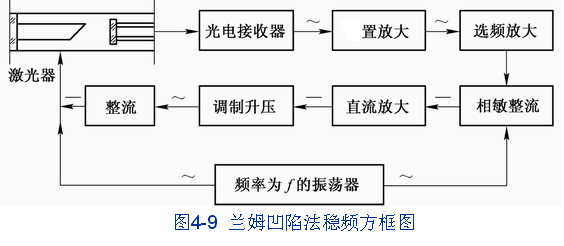 光电接收器
~
置放大
~
选频放大
激光器
整流
~
调制升压
直流放大
相敏整流
~
频率为f的振荡器
~
图4-9 兰姆凹陷法稳频方框图